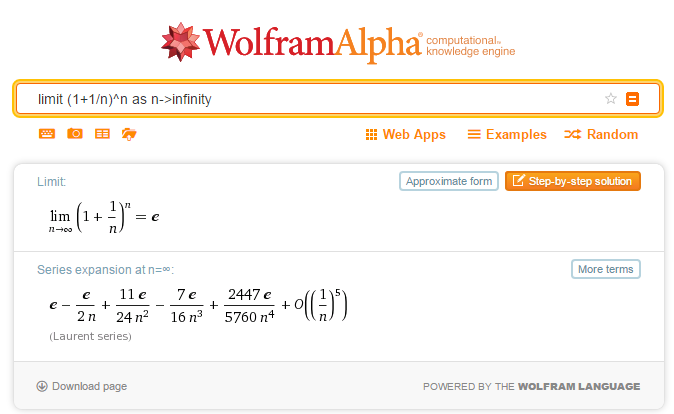 WolframAlpha® computational™ knowledge engine
limit (1+1/n)^n as n->infinity
Web Apps Examples Random
Limit: Approximate form Step-by-step solution
lim n→∞ (1 + 1/n)^n = e
Series expansion at n=∞: More terms
e − e/(2 n) + (11 e)/(24 n^2) − (7 e)/(16 n^3) + (2447 e)/(5760 n^4) + O((1/n)^5)
(Laurent series)
Download page POWERED BY THE WOLFRAM LANGUAGE